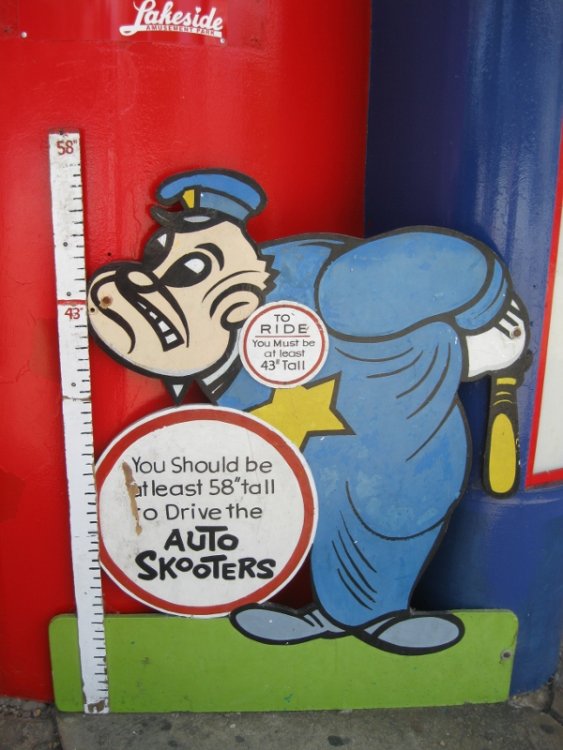 Lakeside
AMUSEMENT PARK
58"
43"
TO
RIDE
You Must be
at least
43" Tall
You Should be
at least 58" tall
to Drive the
AUTO
SKOOTERS